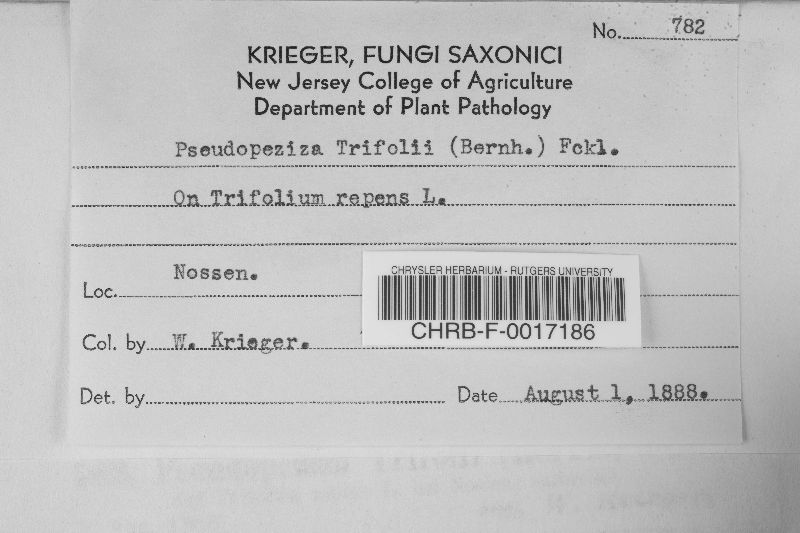 No. 782
KRIEGER, FUNGI SAXONICI
New Jersey College of Agriculture
Department of Plant Pathology
Pseudopeziza Trifolii (Bernh.) Fckl.
On Trifolium repens L.
Loc. Nossen.
CHRYSLER HERBARIUM - RUTGERS UNIVERSITY
CHRB-F-0017186
Col. by W. Krieger.
Det. by
Date August 1, 1888.